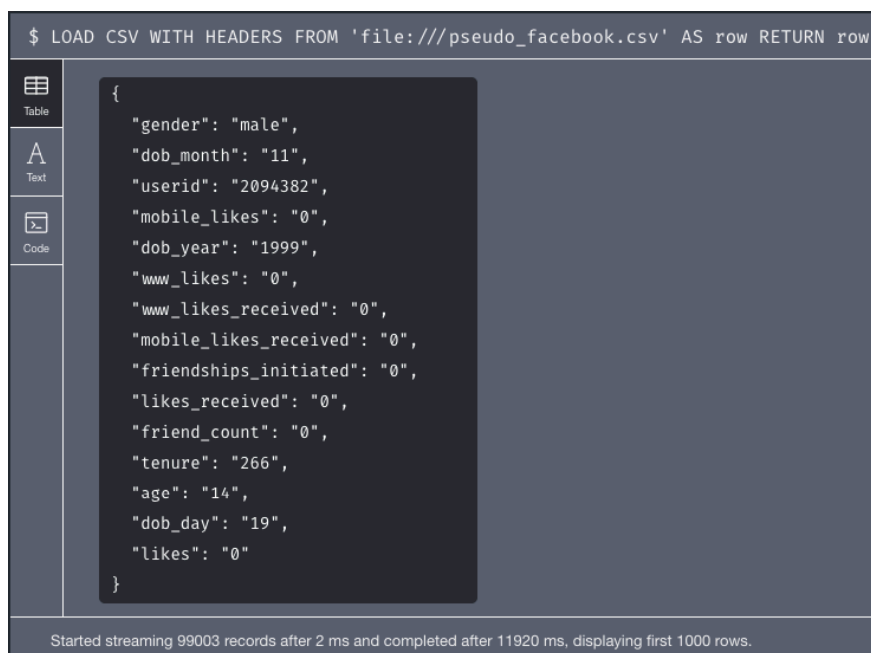 $ LOAD CSV WITH HEADERS FROM 'file:///pseudo_facebook.csv' AS row RETURN row
Table
Text
Code
{
"gender": "male",
"dob_month": "11",
"userid": "2094382",
"mobile_likes": "0",
"dob_year": "1999",
"www_likes": "0",
"www_likes_received": "0",
"mobile_likes_received": "0",
"friendships_initiated": "0",
"likes_received": "0",
"friend_count": "0",
"tenure": "266",
"age": "14",
"dob_day": "19",
"likes": "0"
}
Started streaming 99003 records after 2 ms and completed after 11920 ms, displaying first 1000 rows.